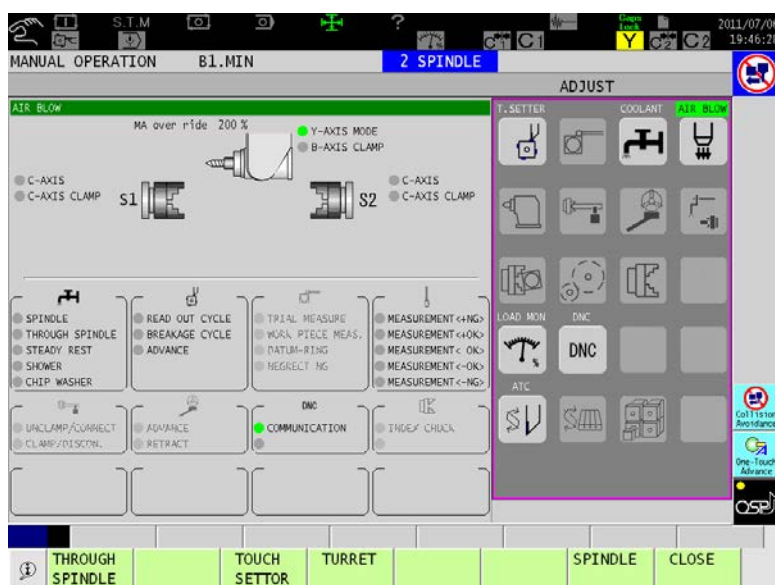 S.T.M
?
Caps Lock
2011/07/0
Y
C1
C2
19:46:2
MANUAL OPERATION B1.MIN 2 SPINDLE
ADJUST
AIR BLOW
T.SETTER COOLANT AIR BLOW
MA over ride 200 %
Y-AXIS MODE
B-AXIS CLAMP
C-AXIS
C-AXIS CLAMP
S1
S2
C-AXIS
C-AXIS CLAMP
SPINDLE
THROUGH SPINDLE
STEADY REST
SHOWER
CHIP WASHER
READ OUT CYCLE
BREAKAGE CYCLE
ADVANCE
TRIAL MEASURE
WORK PIECE MEAS.
DATUM-RING
NEGRECT NG
MEASUREMENT<+NG>
MEASUREMENT<+OK>
MEASUREMENT< OK>
MEASUREMENT<-OK>
MEASUREMENT<-NG>
UNCLAMP/CONNECT
CLAMP/DISCON.
ADVANCE
RETRACT
DNC
COMMUNICATION
INDEX CHUCK
LOAD MON DNC
DNC
ATC
Collision
Avoidance
One-Touch
Advance
OSP
THROUGH SPINDLE
TOUCH SETTOR
TURRET
SPINDLE
CLOSE